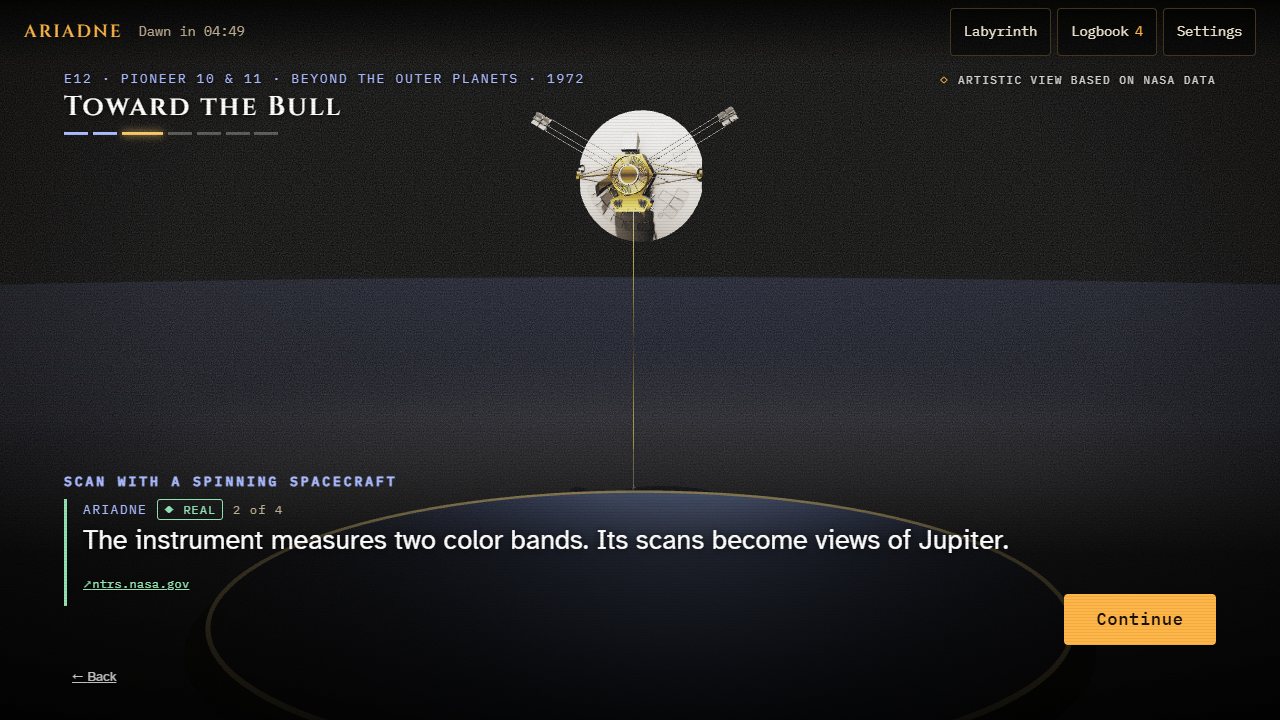 ARIADNE Dawn in 04:49
Labyrinth
Logbook 4
Settings
E12 · PIONEER 10 & 11 · BEYOND THE OUTER PLANETS · 1972
◇ ARTISTIC VIEW BASED ON NASA DATA
Toward the Bull
SCAN WITH A SPINNING SPACECRAFT
ARIADNE ◆ REAL 2 of 4
The instrument measures two color bands. Its scans become views of Jupiter.
↗ntrs.nasa.gov
Continue
← Back